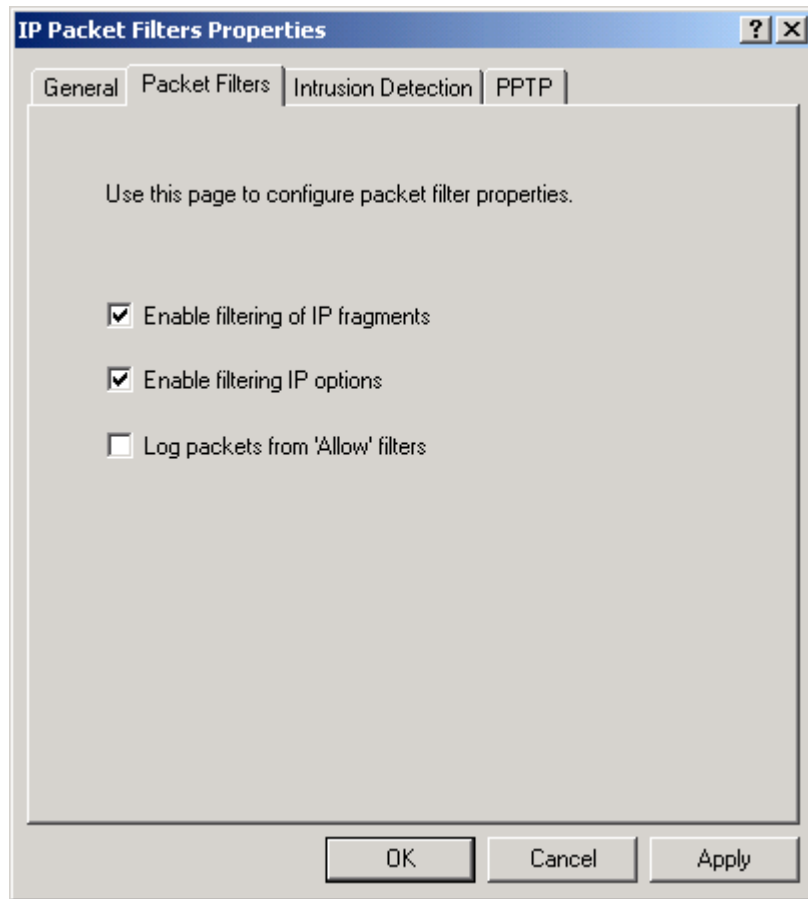 IP Packet Filters Properties
General Packet Filters Intrusion Detection PPTP
Use this page to configure packet filter properties.
Enable filtering of IP fragments
Enable filtering IP options
Log packets from 'Allow' filters
OK Cancel Apply